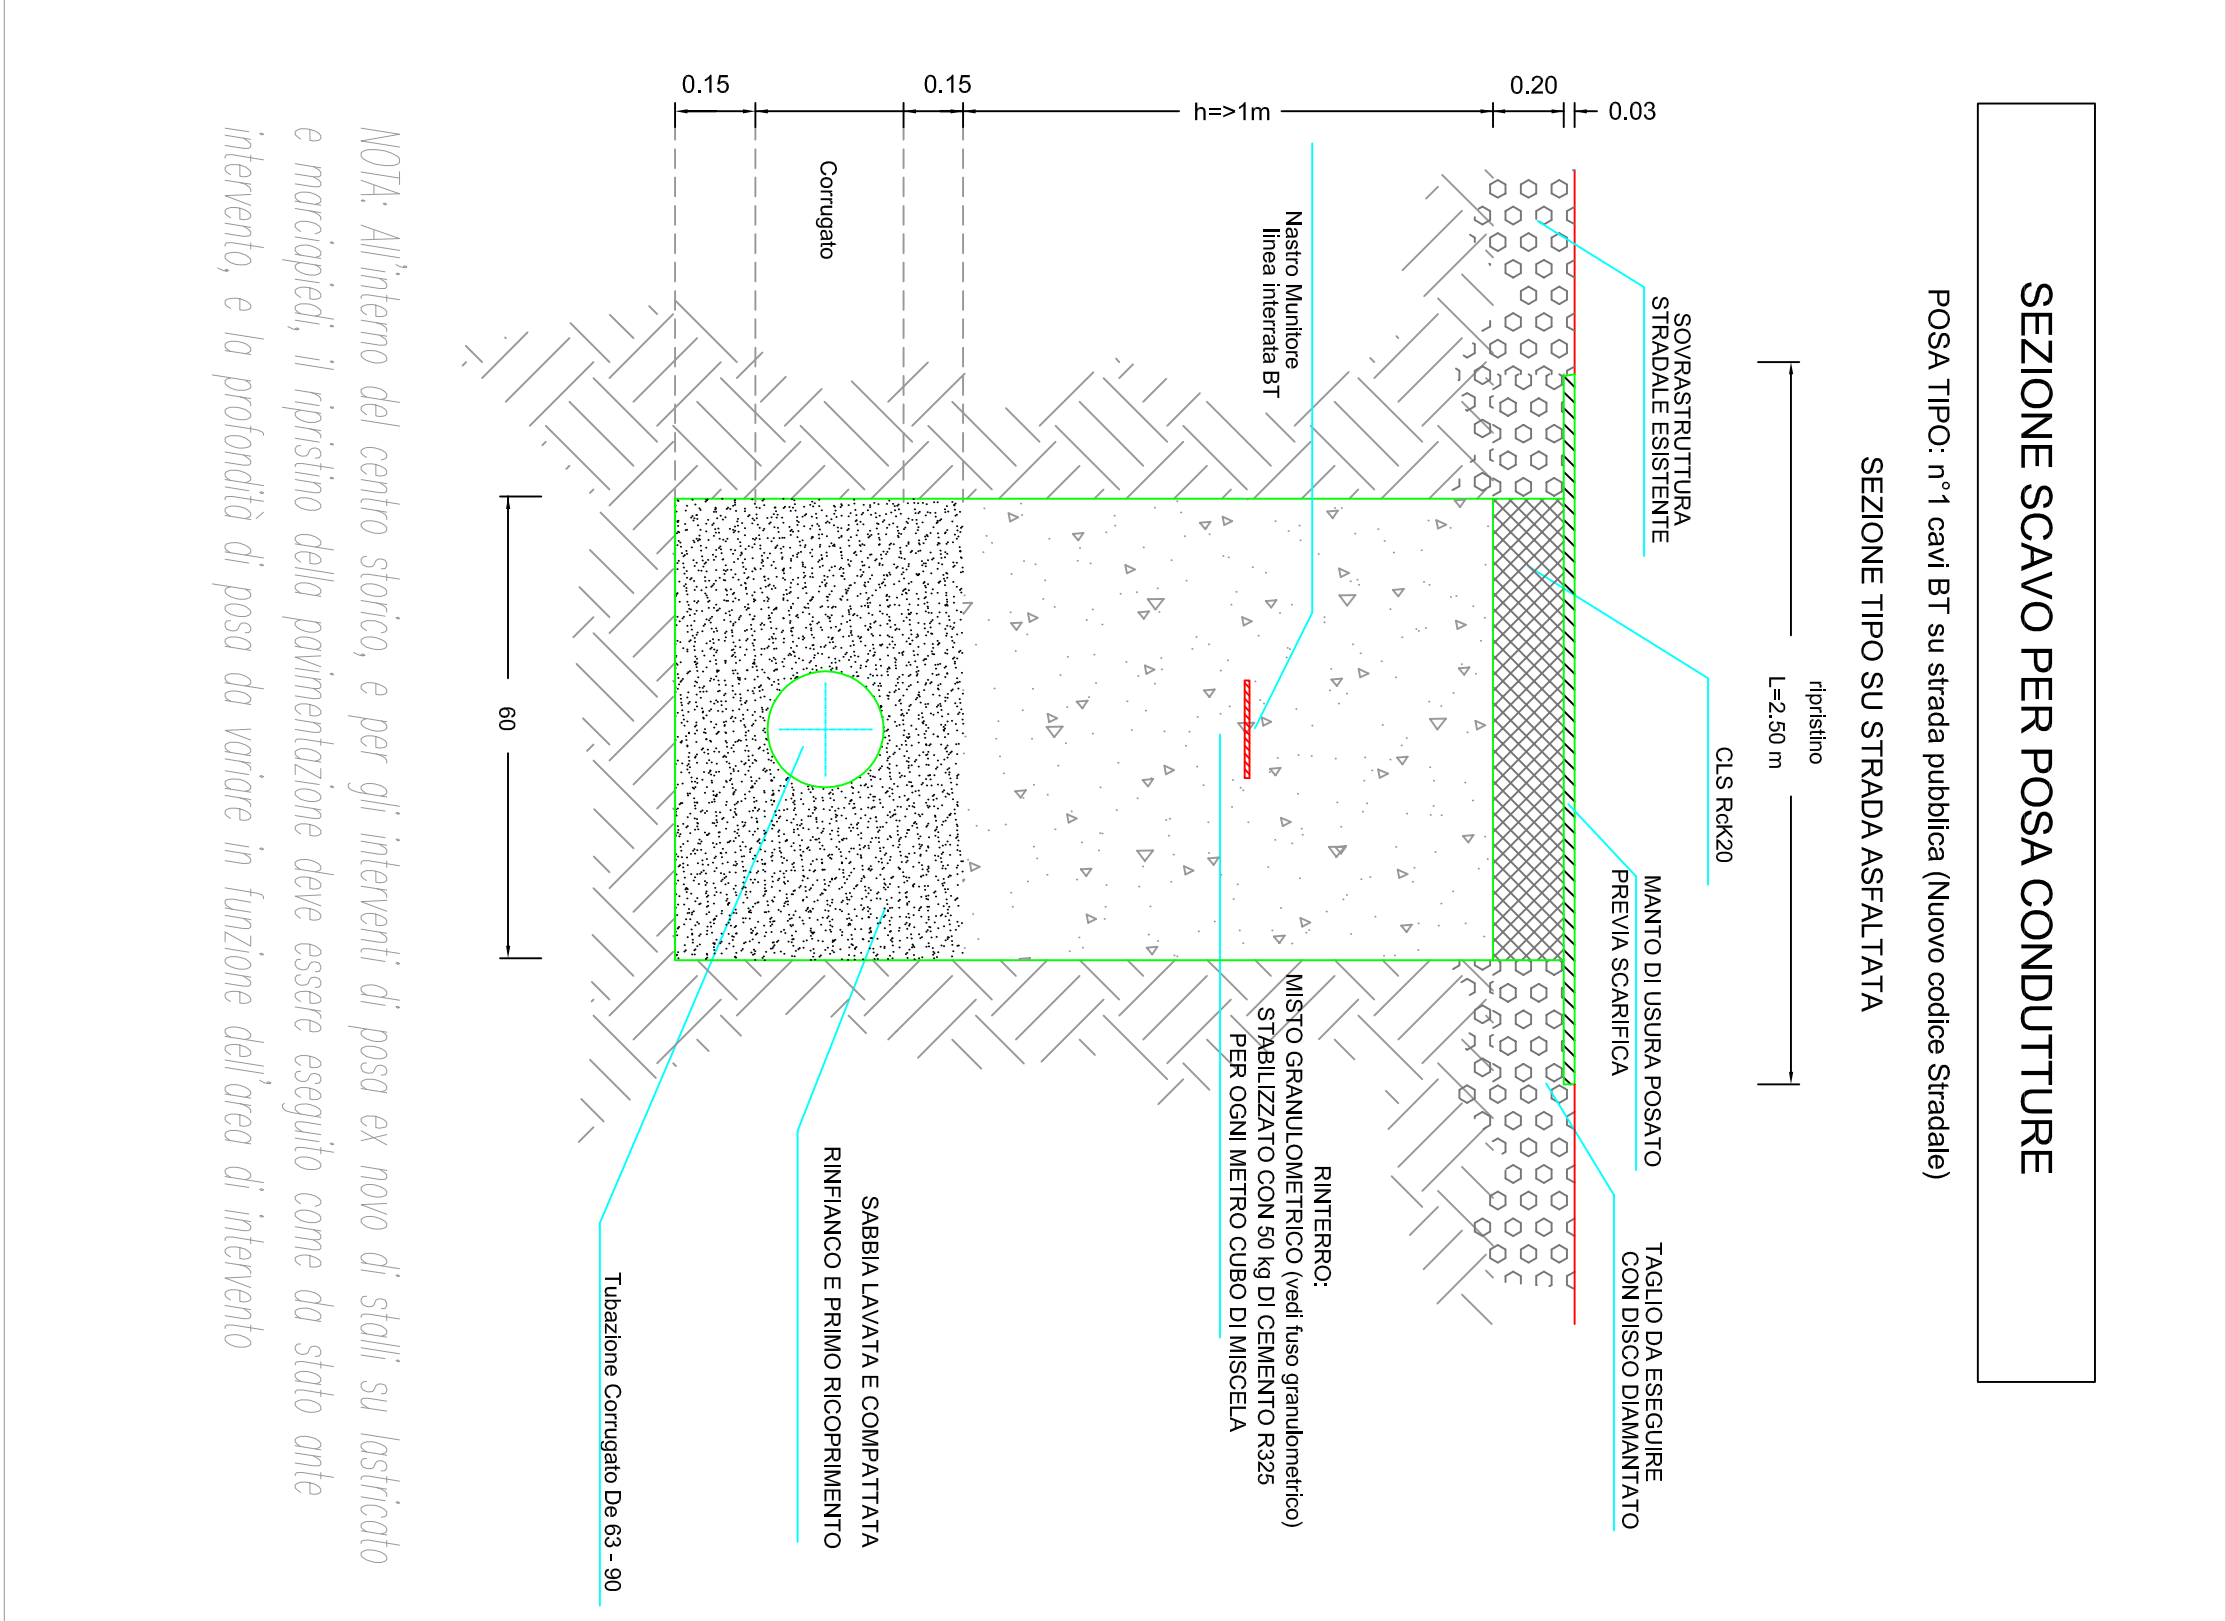 SEZIONE SCAVO PER POSA CONDUTTURE
POSA TIPO: n°1 cavi BT su strada pubblica (Nuovo codice Stradale)
SEZIONE TIPO SU STRADA ASFALTATA
ripristino
L=2.50 m
CLS RcK20
SOVRASTRUTTURA
STRADALE ESISTENTE
MANTO DI USURA POSATO
PREVIA SCARIFICA
TAGLIO DA ESEGUIRE
CON DISCO DIAMANTATO
0.03
0.20
h=>1m
0.15
0.15
Nastro Munitore
linea interrata BT
RINTERRO:
MISTO GRANULOMETRICO (vedi fuso granulometrico)
STABILIZZATO CON 50 kg DI CEMENTO R325
PER OGNI METRO CUBO DI MISCELA
Corrugato
SABBIA LAVATA E COMPATTATA
RINFIANCO E PRIMO RICOPRIMENTO
Tubazione Corrugato De 63 - 90
60
NOTA: All'interno del centro storico, e per gli interventi di posa ex novo di stalli su lastricato
e marciapiedi, il ripristino della pavimentazione deve essere eseguito come da stato ante
intervento, e la profondità di posa da variare in funzione dell'area di intervento